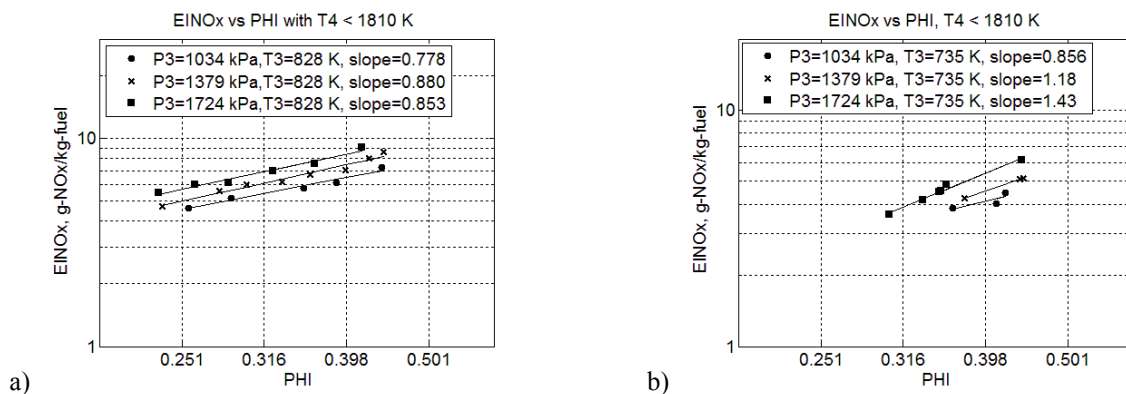 EINOx vs PHI with T4 < 1810 K
P3=1034 kPa,T3=828 K, slope=0.778
P3=1379 kPa,T3=828 K, slope=0.880
P3=1724 kPa,T3=828 K, slope=0.853
10
1
EINOx, g-NOx/kg-fuel
0.251 0.316 0.398 0.501
PHI
a)
EINOx vs PHI, T4 < 1810 K
P3=1034 kPa, T3=735 K, slope=0.856
P3=1379 kPa, T3=735 K, slope=1.18
P3=1724 kPa, T3=735 K, slope=1.43
10
1
EINOx, g-NOx/kg-fuel
0.251 0.316 0.398 0.501
PHI
b)